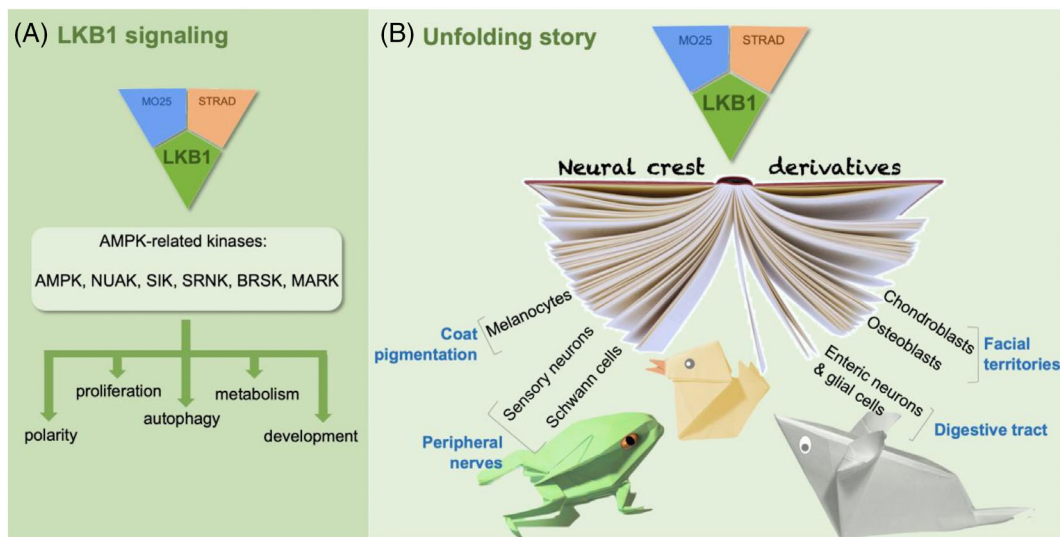 (A) LKB1 signaling
MO25
STRAD
LKB1
AMPK-related kinases:
AMPK, NUAK, SIK, SRNK, BRSK, MARK
proliferation
metabolism
autophagy
polarity
development
(B) Unfolding story
MO25
STRAD
LKB1
Neural crest derivatives
Melanocytes
Coat
pigmentation
Sensory neurons
Schwann cells
Peripheral
nerves
Chondroblasts
Osteoblasts
Facial
territories
Enteric neurons
& glial cells
Digestive tract